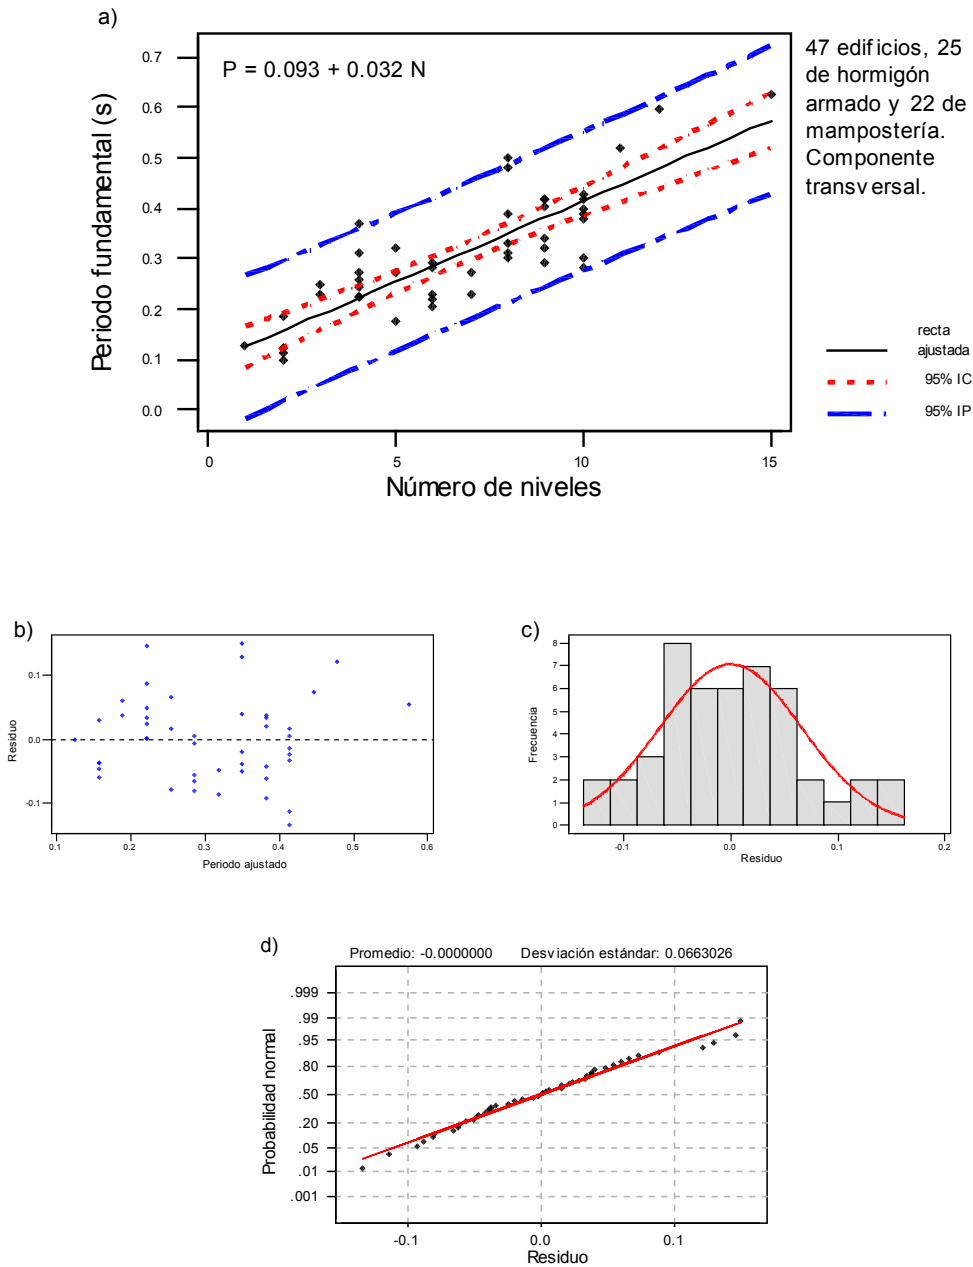 a)
P = 0.093 + 0.032 N
47 edificios, 25
de hormigón
armado y 22 de
mampostería.
Componente
transversal.
0.7
0.6
0.5
0.4
0.3
0.2
0.1
0.0
Periodo fundamental (s)
0 5 10 15
Número de niveles
recta
ajustada
95% IC
95% IP
b)
0.1
0.0
-0.1
Residuo
0.1 0.2 0.3 0.4 0.5 0.6
Periodo ajustado
c)
8
7
6
5
4
3
2
1
0
Frecuencia
-0.1 0.0 0.1 0.2
Residuo
d)
Promedio: -0.0000000 Desviación estándar: 0.0663026
.999
.99
.95
.80
.50
.20
.05
.01
.001
Probabilidad normal
-0.1 0.0 0.1
Residuo